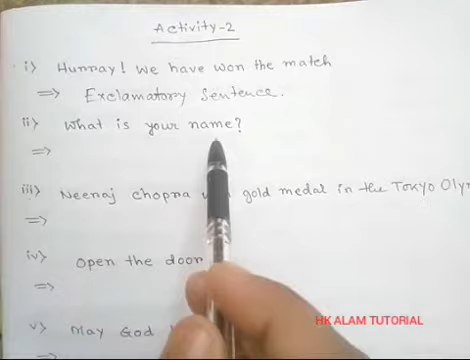 Activity-2
i) Hurray! We have won the match
⇒ Exclamatory Sentence.
ii) What is your name?
⇒
iii) Neeraj chopra gold medal in the Tokyo
⇒
iv) Open the door
⇒
HK ALAM TUTORIAL
v) May God
⇒